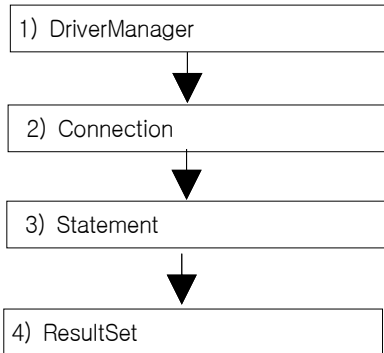 1) DriverManager
2) Connection
3) Statement
4) ResultSet